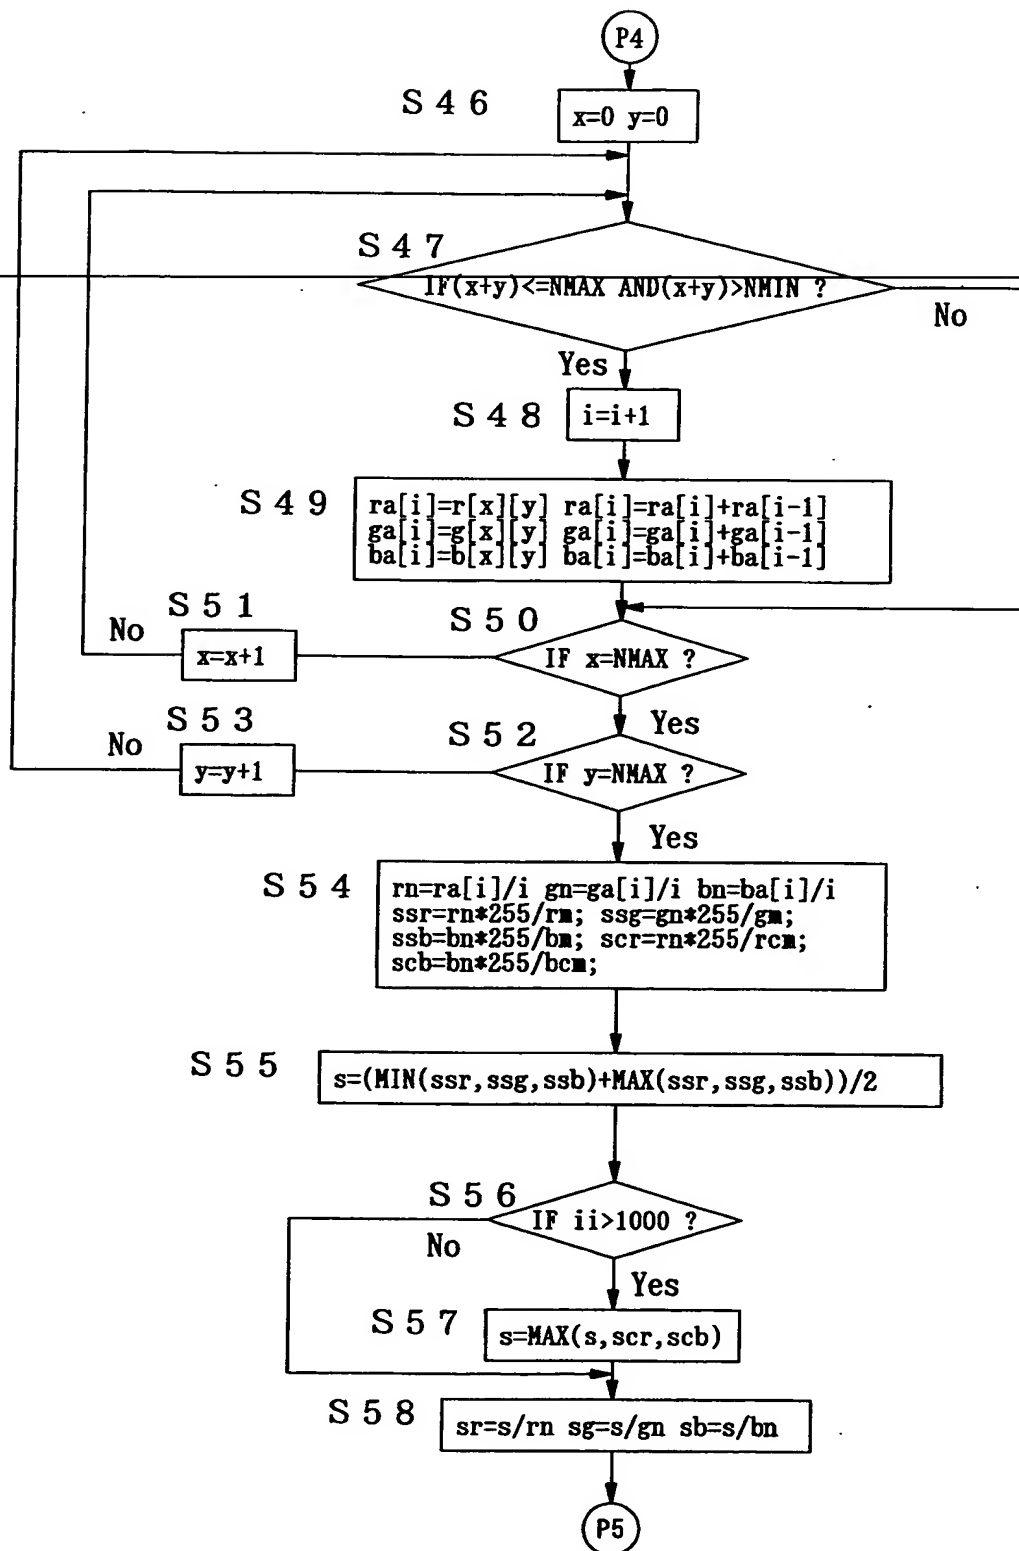 P4
S46
x=0 y=0
S47
IF(x+y)<=NMAX AND(x+y)>NMIN ?
No
Yes
S48
i=i+1
S49
ra[i]=r[x][y] ra[i]=ra[i]+ra[i-1]
ga[i]=g[x][y] ga[i]=ga[i]+ga[i-1]
ba[i]=b[x][y] ba[i]=ba[i]+ba[i-1]
S51
No
x=x+1
S50
IF x=NMAX ?
Yes
S53
No
y=y+1
S52
IF y=NMAX ?
Yes
S54
rn=ra[i]/i gn=ga[i]/i bn=ba[i]/i
ssr=rn*255/rm; ssg=gn*255/gm;
ssb=bn*255/bm; scr=rn*255/rcm;
scb=bn*255/bcm;
S55
s=(MIN(ssr,ssg,ssb)+MAX(ssr,ssg,ssb))/2
S56
IF ii>1000 ?
No
Yes
S57
s=MAX(s,scr,scb)
S58
sr=s/rn sg=s/gn sb=s/bn
P5